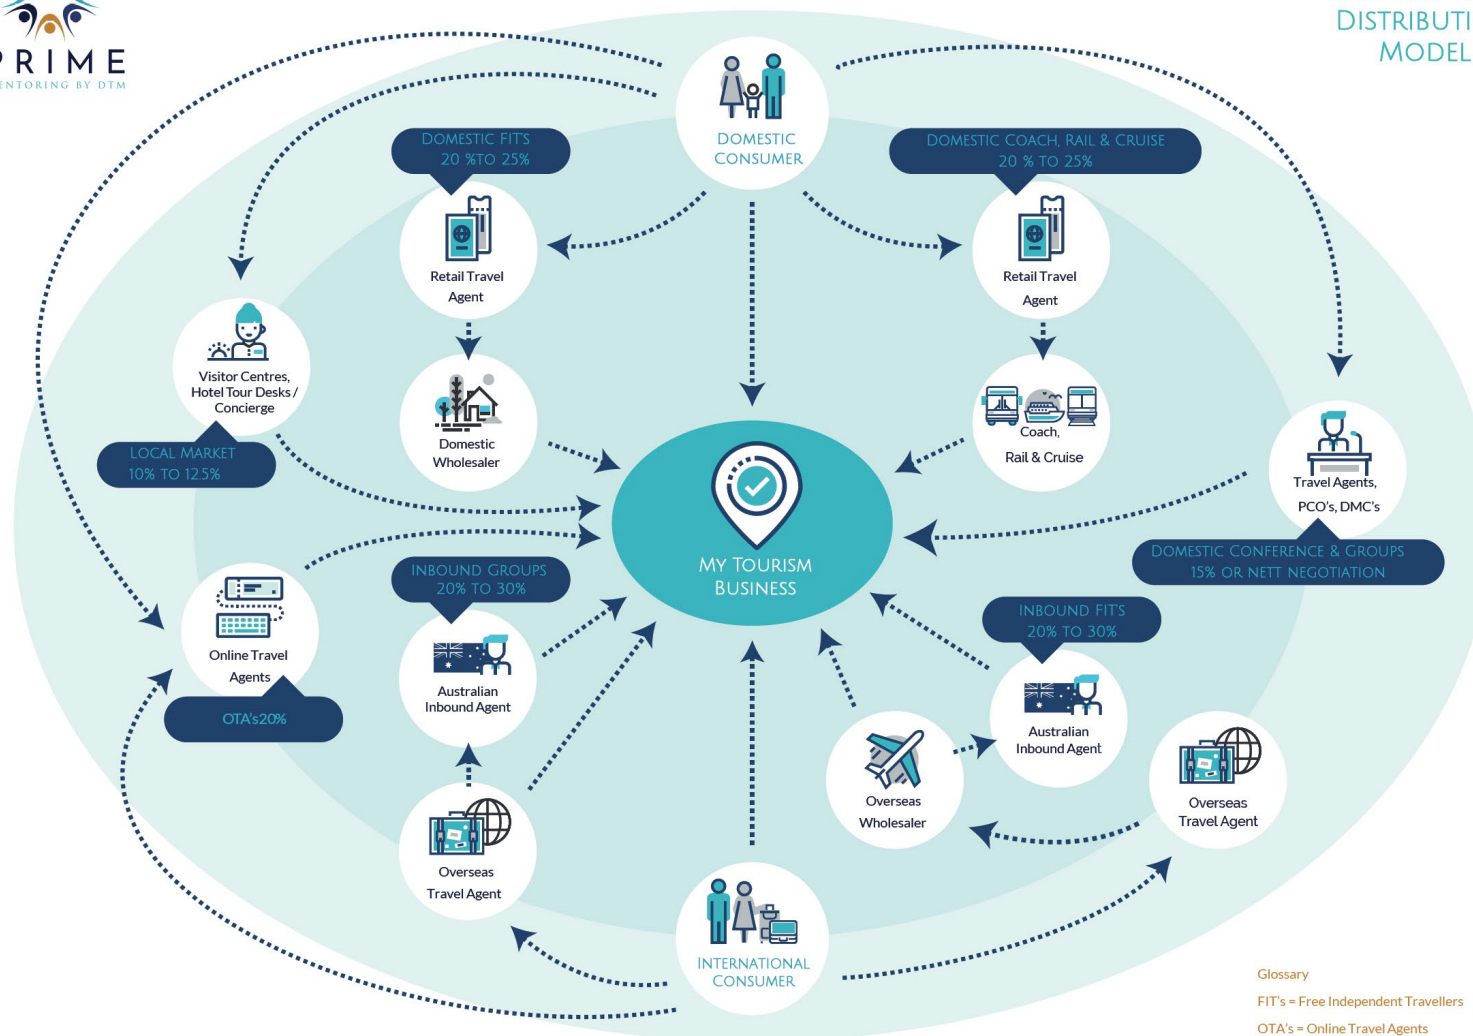 PRIME
MENTORING BY DTM
DISTRIBUTI
MODEL
DOMESTIC
CONSUMER
DOMESTIC FIT'S
20 %TO 25%
DOMESTIC COACH, RAIL & CRUISE
20 % TO 25%
Retail Travel
Agent
Retail Travel
Agent
Visitor Centres,
Hotel Tour Desks /
Concierge
LOCAL MARKET
10% TO 12.5%
Domestic
Wholesaler
Coach,
Rail & Cruise
Travel Agents,
PCO's, DMC's
DOMESTIC CONFERENCE & GROUPS
15% OR NETT NEGOTIATION
MY TOURISM
BUSINESS
INBOUND GROUPS
20% TO 30%
INBOUND FIT'S
20% TO 30%
Online Travel
Agents
OTA's20%
Australian
Inbound Agent
Australian
Inbound Agent
Overseas
Wholesaler
Overseas
Travel Agent
Overseas
Travel Agent
INTERNATIONAL
CONSUMER
Glossary
FIT's = Free Independent Travellers
OTA's = Online Travel Agents